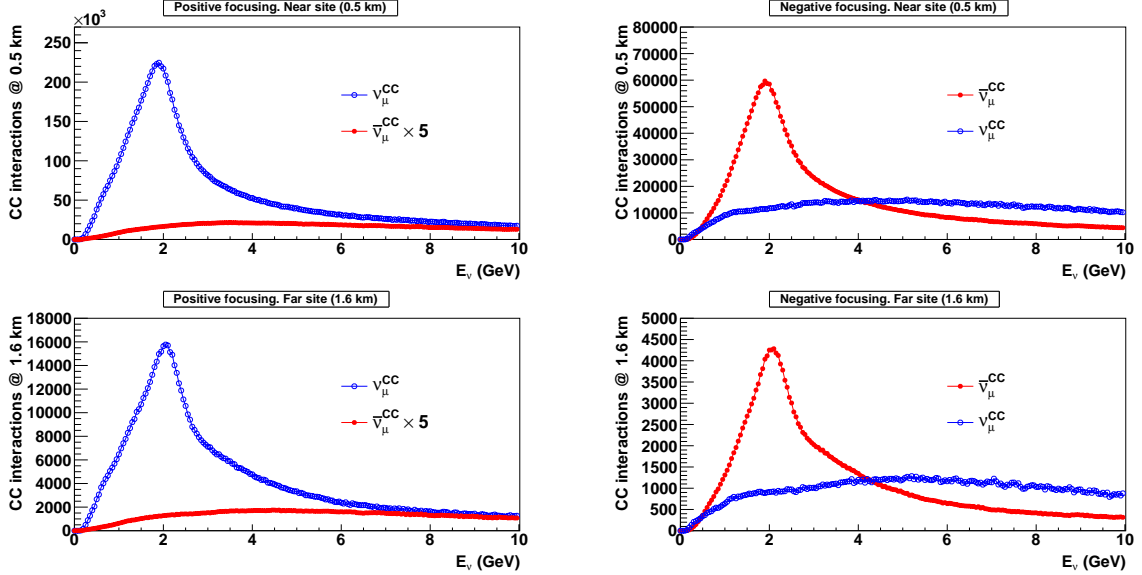 Positive focusing. Near site (0.5 km)
×10³
CC interactions @ 0.5 km
250
200
150
100
50
0
ν_μ^CC
ν̅_μ^CC × 5
0 2 4 6 8 10
E_ν (GeV)
Negative focusing. Near site (0.5 km)
CC interactions @ 0.5 km
80000
70000
60000
50000
40000
30000
20000
10000
0
ν̅_μ^CC
ν_μ^CC
0 2 4 6 8 10
E_ν (GeV)
Positive focusing. Far site (1.6 km)
CC interactions @ 1.6 km
18000
16000
14000
12000
10000
8000
6000
4000
2000
0
ν_μ^CC
ν̅_μ^CC × 5
0 2 4 6 8 10
E_ν (GeV)
Negative focusing. Far site (1.6 km)
CC interactions @ 1.6 km
5000
4500
4000
3500
3000
2500
2000
1500
1000
500
0
ν̅_μ^CC
ν_μ^CC
0 2 4 6 8 10
E_ν (GeV)